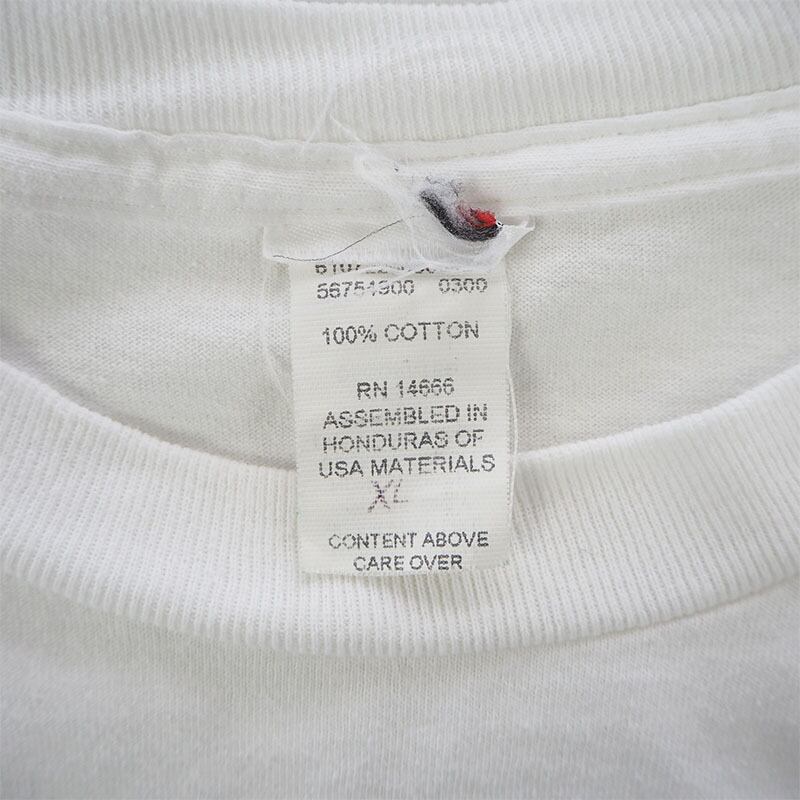 56751900 0300
100% COTTON
RN 14666
ASSEMBLED IN
HONDURAS OF
USA MATERIALS
XL
CONTENT ABOVE
CARE OVER